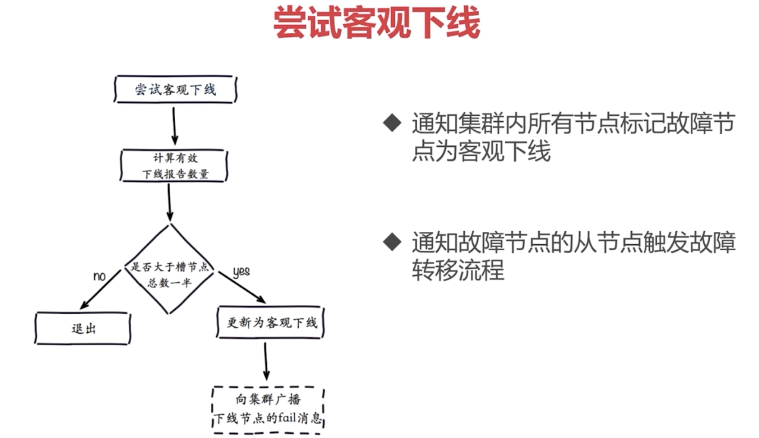 尝试客观下线
尝试客观下线
计算有效
下线报告数量
是否大于槽节点
总数一半
no
yes
退出
更新为客观下线
向集群广播
下线节点的fail消息
◆ 通知集群内所有节点标记故障节
点为客观下线
◆ 通知故障节点的从节点触发故障
转移流程